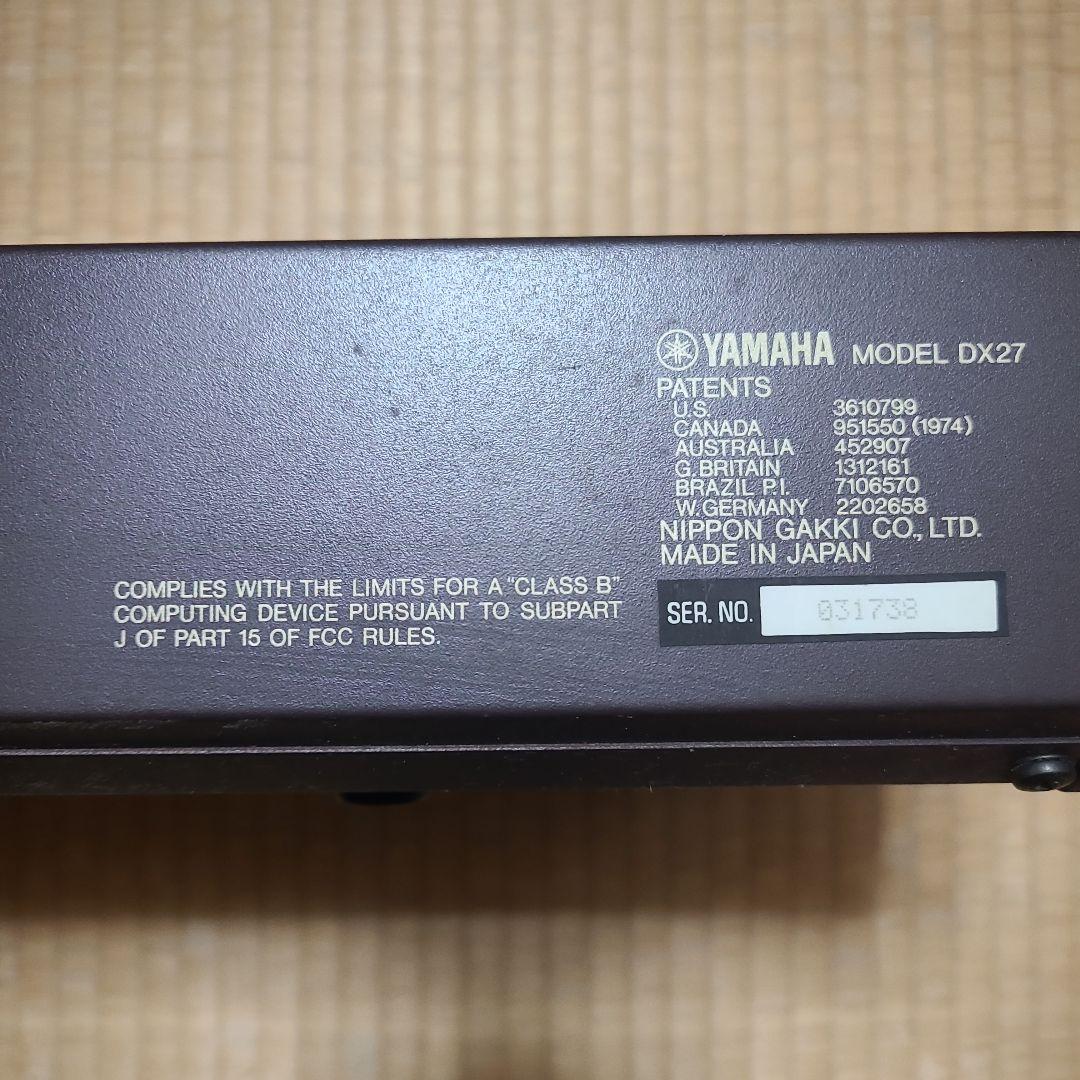 YAMAHA MODEL DX27
PATENTS
U.S. 3610799
CANADA 951550 (1974)
AUSTRALIA 452907
G.BRITAIN 1312161
BRAZIL P.I. 7106570
W.GERMANY 2202658
NIPPON GAKKI CO., LTD.
MADE IN JAPAN
COMPLIES WITH THE LIMITS FOR A "CLASS B"
COMPUTING DEVICE PURSUANT TO SUBPART
J OF PART 15 OF FCC RULES.
SER. NO. 031738